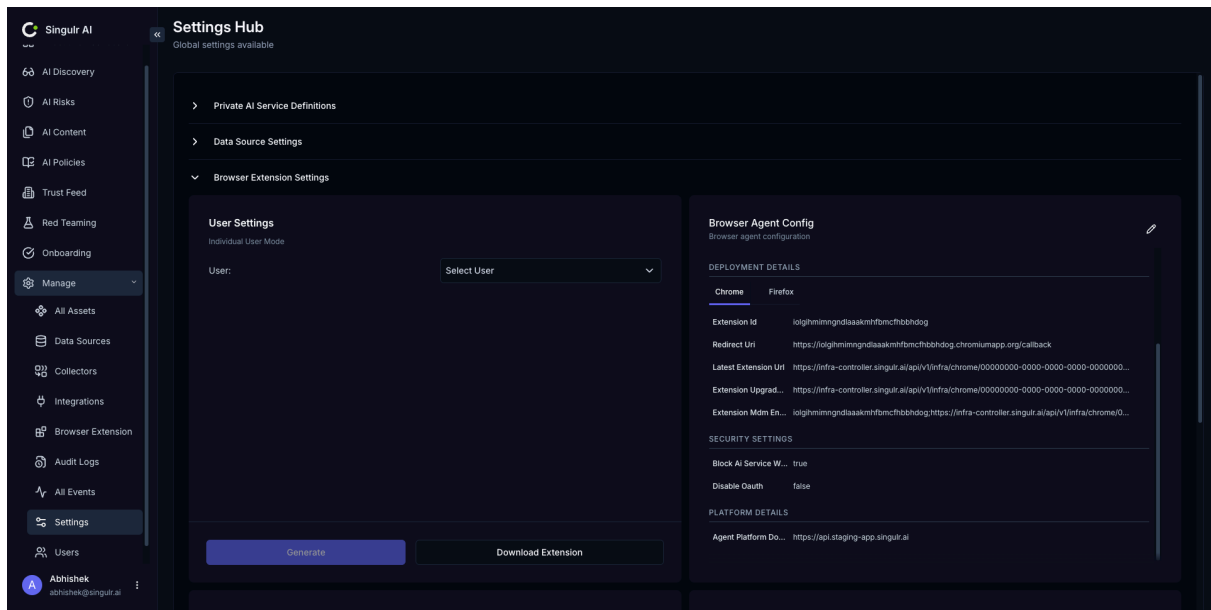 Singulr AI
AI Discovery
AI Risks
AI Content
AI Policies
Trust Feed
Red Teaming
Onboarding
Manage
All Assets
Data Sources
Collectors
Integrations
Browser Extension
Audit Logs
All Events
Settings
Users
A
Abhishek
abhishek@singulr.ai
Settings Hub
Global settings available
Private AI Service Definitions
Data Source Settings
Browser Extension Settings
User Settings
Individual User Mode
User:
Select User
Generate
Download Extension
Browser Agent Config
Browser agent configuration
DEPLOYMENT DETAILS
Chrome Firefox
Extension Id iolgihmimngndlaaakmhfbmcfhbbhdog
Redirect Uri https://iolgihmimngndlaaakmhfbmcfhbbhdog.chromiumapp.org/callback
Latest Extension Url https://infra-controller.singulr.ai/api/v1/infra/chrome/00000000-0000-0000-0000-0000000...
Extension Upgrad... https://infra-controller.singulr.ai/api/v1/infra/chrome/00000000-0000-0000-0000-0000000...
Extension Mdm En... iolgihmimngndlaaakmhfbmcfhbbhdog;https://infra-controller.singulr.ai/api/v1/infra/chrome/0...
SECURITY SETTINGS
Block Ai Service W... true
Disable Oauth false
PLATFORM DETAILS
Agent Platform Do... https://api.staging-app.singulr.ai